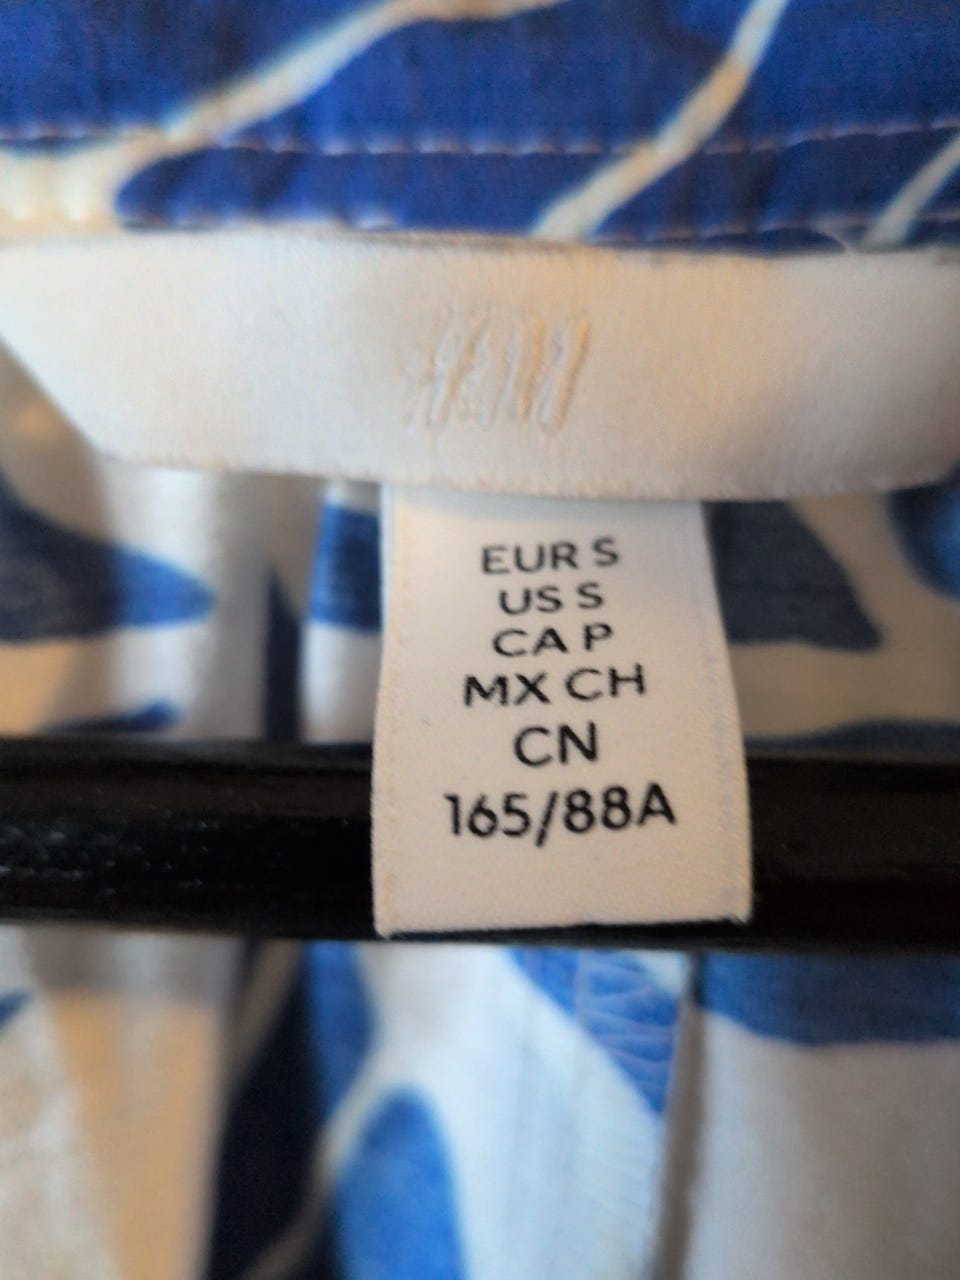 H&M
EUR S
US S
CA P
MX CH
CN
165/88A